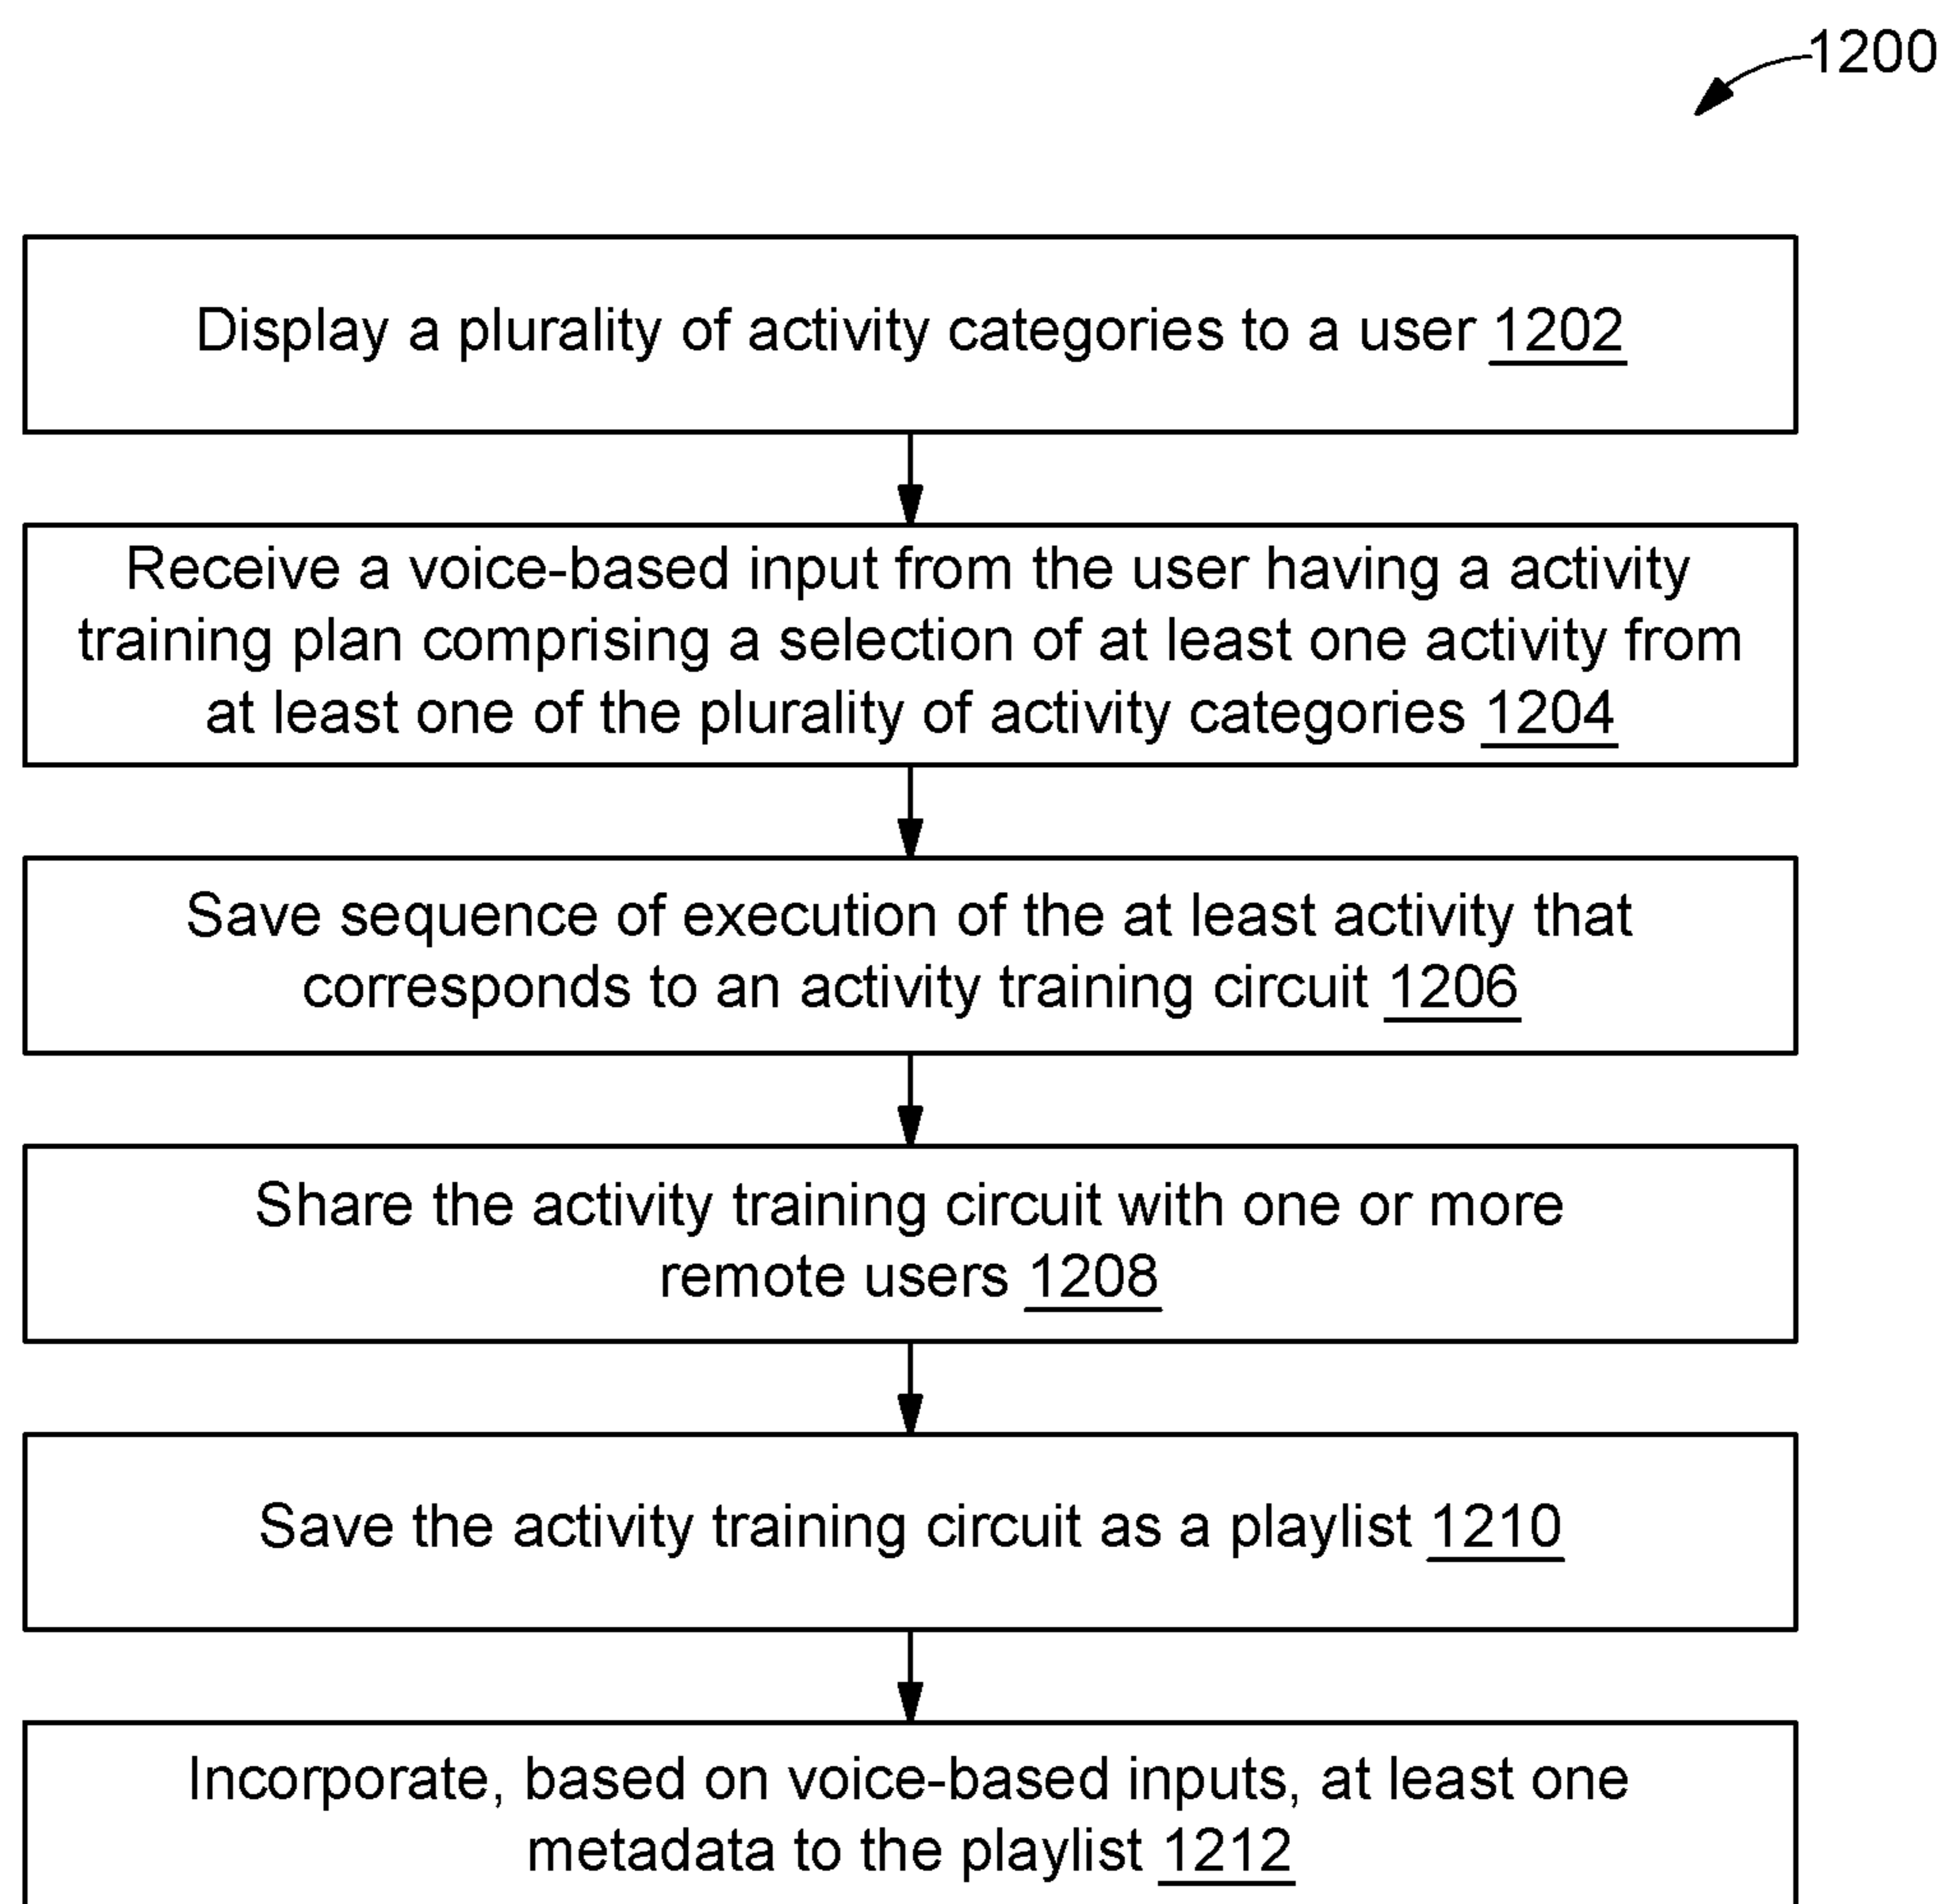 1200
Display a plurality of activity categories to a user 1202
Receive a voice-based input from the user having a activity
training plan comprising a selection of at least one activity from
at least one of the plurality of activity categories 1204
Save sequence of execution of the at least activity that
corresponds to an activity training circuit 1206
Share the activity training circuit with one or more
remote users 1208
Save the activity training circuit as a playlist 1210
Incorporate, based on voice-based inputs, at least one
metadata to the playlist 1212